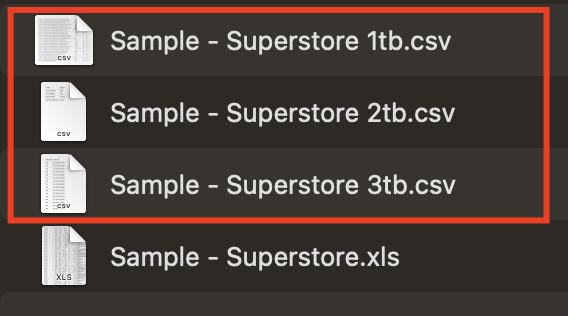 CSV
Sample - Superstore 1tb.csv
CSV
Sample - Superstore 2tb.csv
CSV
Sample - Superstore 3tb.csv
XLS
Sample - Superstore.xls